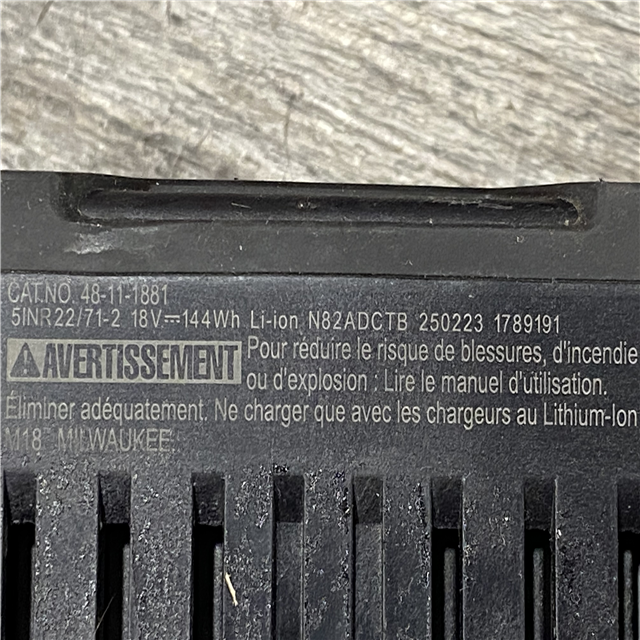 CAT.NO. 48-11-1881
5INR22/71-2 18V⎓144Wh Li-ion N82ADCTB 250223 1789191
AVERTISSEMENT Pour réduire le risque de blessures, d'incendie
ou d'explosion : Lire le manuel d'utilisation.
Éliminer adéquatement. Ne charger que avec les chargeurs au Lithium-Ion
M18 MILWAUKEE.